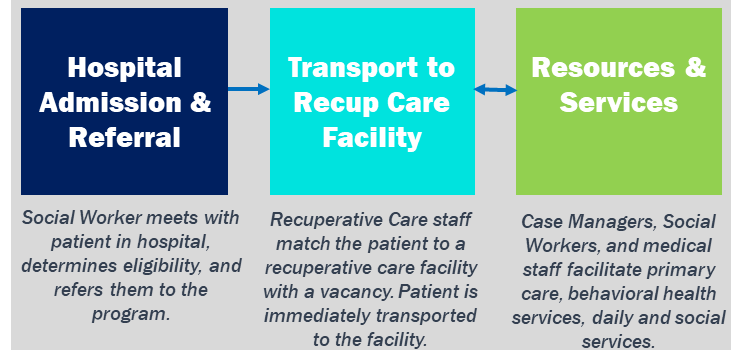 Hospital
Admission &
Referral
Transport to
Recup Care
Facility
Resources &
Services
Social Worker meets with
patient in hospital,
determines eligibility, and
refers them to the
program.
Recuperative Care staff
match the patient to a
recuperative care facility
with a vacancy. Patient is
immediately transported
to the facility.
Case Managers, Social
Workers, and medical
staff facilitate primary
care, behavioral health
services, daily and social
services.